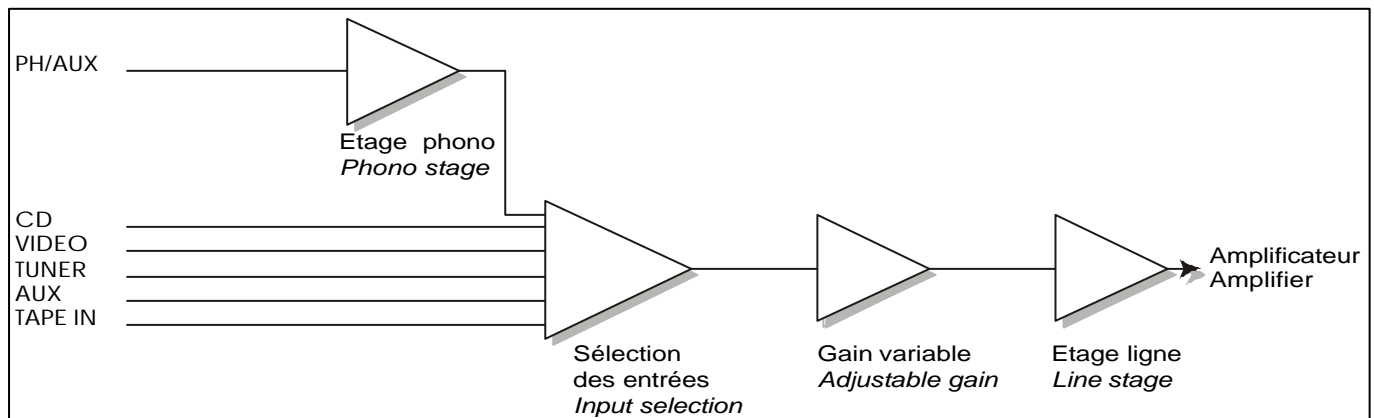 PH/AUX
Etage phono
Phono stage
CD
VIDEO
TUNER
AUX
TAPE IN
Amplificateur
Amplifier
Sélection
des entrées
Input selection
Gain variable
Adjustable gain
Etage ligne
Line stage